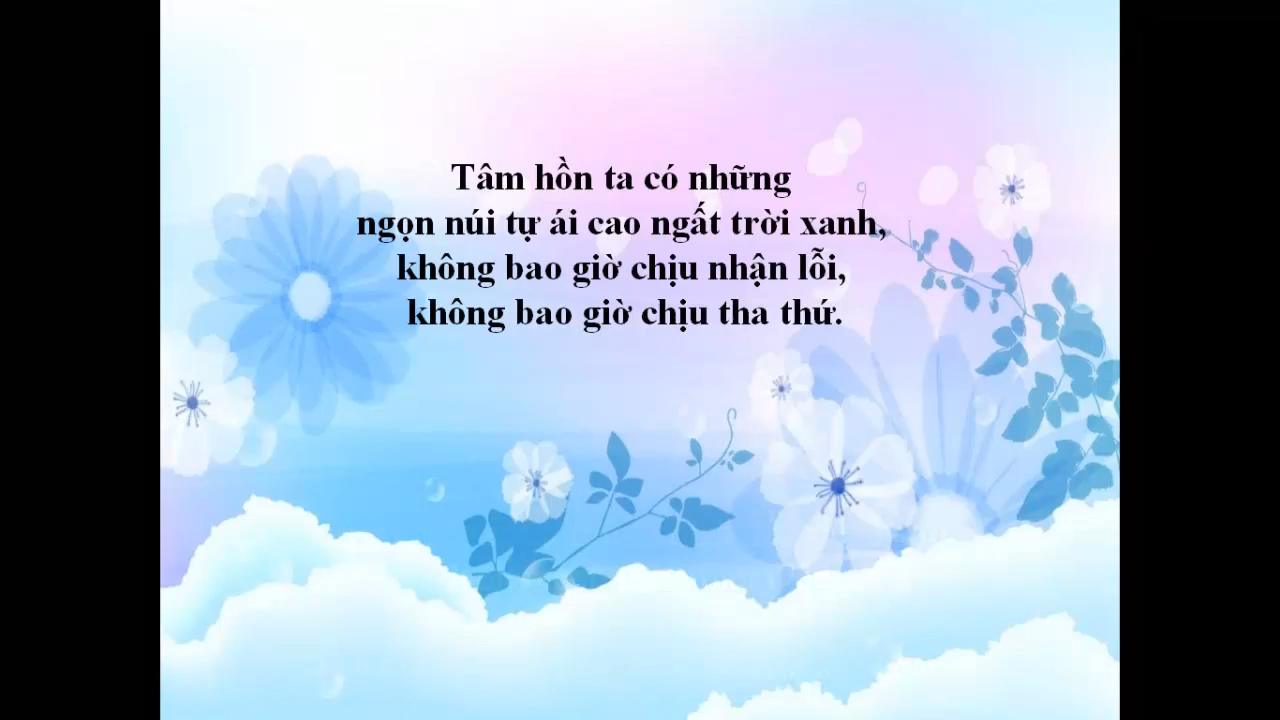 Tâm hồn ta có những
ngọn núi tự ái cao ngất trời xanh,
không bao giờ chịu nhận lỗi,
không bao giờ chịu tha thứ.